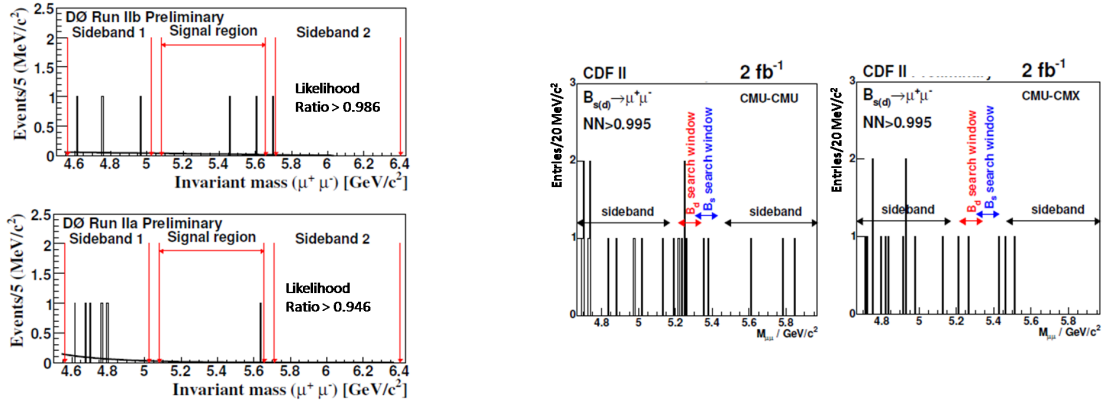 DØ Run IIb Preliminary
Sideband 1 Signal region Sideband 2
Likelihood
Ratio > 0.986
Events/5 (MeV/c²)
2.5
2
1.5
1
0.5
0
4.6 4.8 5 5.2 5.4 5.6 5.8 6 6.2 6.4
Invariant mass (μ⁺ μ⁻) [GeV/c²]
DØ Run IIa Preliminary
Sideband 1 Signal region Sideband 2
Likelihood
Ratio > 0.946
Events/5 (MeV/c²)
2.5
2
1.5
1
0.5
0
4.6 4.8 5 5.2 5.4 5.6 5.8 6 6.2 6.4
Invariant mass (μ⁺ μ⁻) [GeV/c²]
CDF II 2 fb⁻¹
B s(d)→μ⁺μ⁻ CMU-CMU
NN>0.995
Entries/20 MeV/c²
3
2
1
0
B d search window
B s search window
sideband sideband
4.8 5 5.2 5.4 5.6 5.8
M μμ / GeV/c²
CDF II 2 fb⁻¹
B s(d)→μ⁺μ⁻ CMU-CMX
NN>0.995
Entries/20 MeV/c²
3
2
1
0
B d search window
B s search window
sideband sideband
4.8 5 5.2 5.4 5.6 5.8
M μμ / GeV/c²